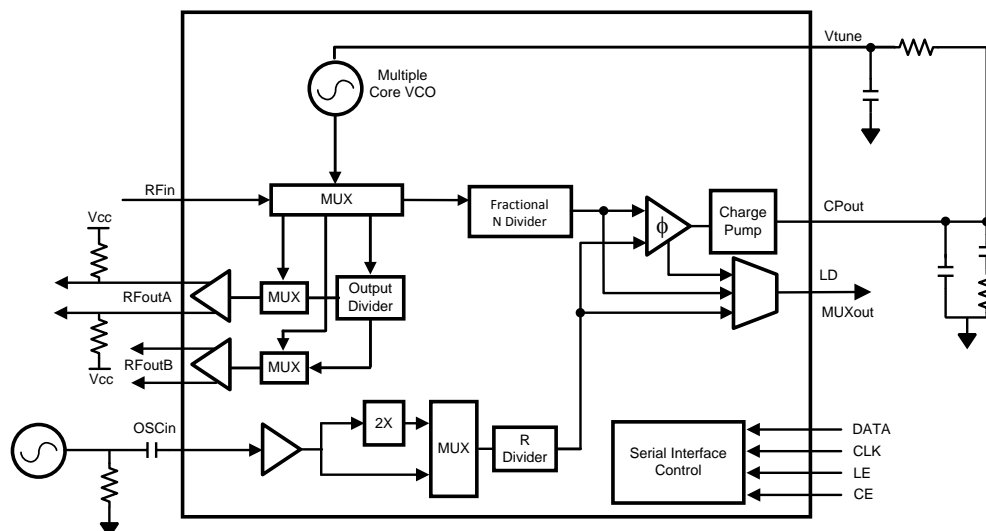 Vtune
Multiple
Core VCO
RFin
MUX
Fractional
N Divider
ϕ
Charge
Pump
CPout
Vcc
RFoutA
MUX
Output
Divider
LD
MUXout
RFoutB
MUX
Vcc
OSCin
2X
MUX
R
Divider
Serial Interface
Control
DATA
CLK
LE
CE